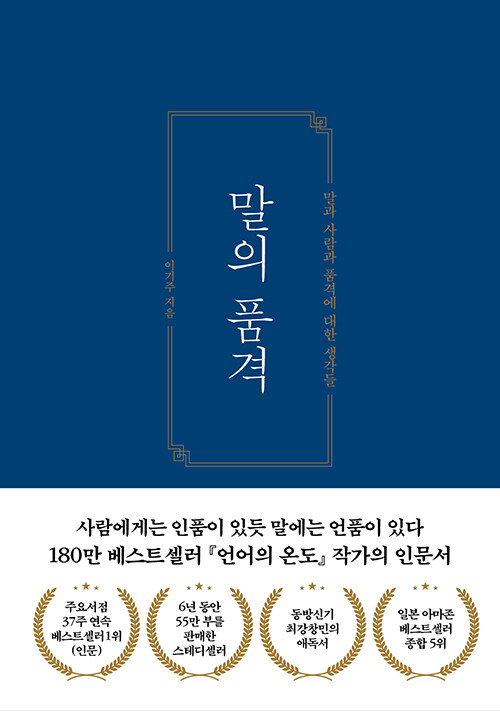 말의 품격
말과 사람과 품격에 대한 생각들
이기주 지음
사람에게는 인품이 있듯 말에는 언품이 있다
180만 베스트셀러 『언어의 온도』 작가의 인문서
주요서점
37주 연속
베스트셀러 1위
(인문)
6년 동안
55만 부를
판매한
스테디셀러
동방신기
최강창민의
애독서
일본 아마존
베스트셀러
종합 5위